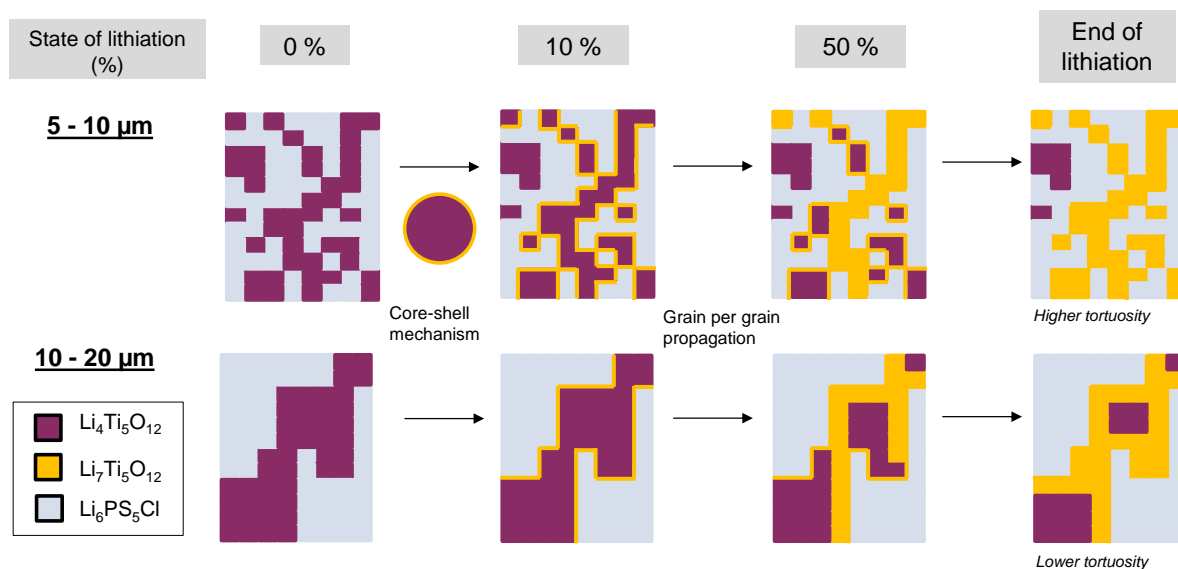 State of lithiation
(%)
0 %
10 %
50 %
End of
lithiation
5 - 10 µm
Core-shell
mechanism
Grain per grain
propagation
Higher tortuosity
10 - 20 µm
Li₄Ti₅O₁₂
Li₇Ti₅O₁₂
Li₆PS₅Cl
Lower tortuosity